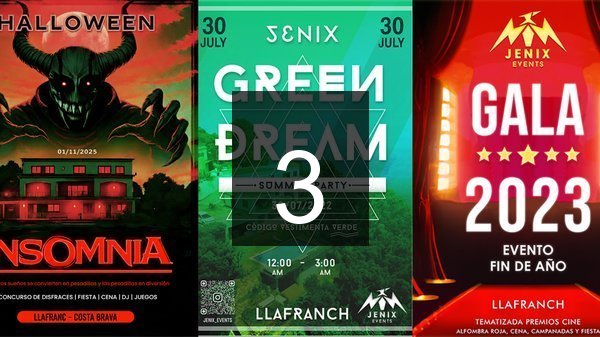 HALLOWEEN
01/11/2025
INSOMNIA
sueños se convierten en pesadillas y las pesadillas en diversión
CONCURSO DE DISFRACES | FIESTA | CENA | DJ | JUEGOS
LLAFRANC - COSTA BRAVA
30
JULY
JENIX
30
JULY
GREEN
DREAM
3
SUMMER PARTY
CÓDIGO VESTIMENTA VERDE
12:00
AM
-
3:00
AM
JENIX_EVENTS
LLAFRANCH
JENIX
EVENTS
JENIX
EVENTS
GALA
2023
EVENTO
FIN DE AÑO
LLAFRANCH
TEMATIZADA PREMIOS CINE
ALFOMBRA ROJA, CENA, CAMPANADAS Y FIESTA